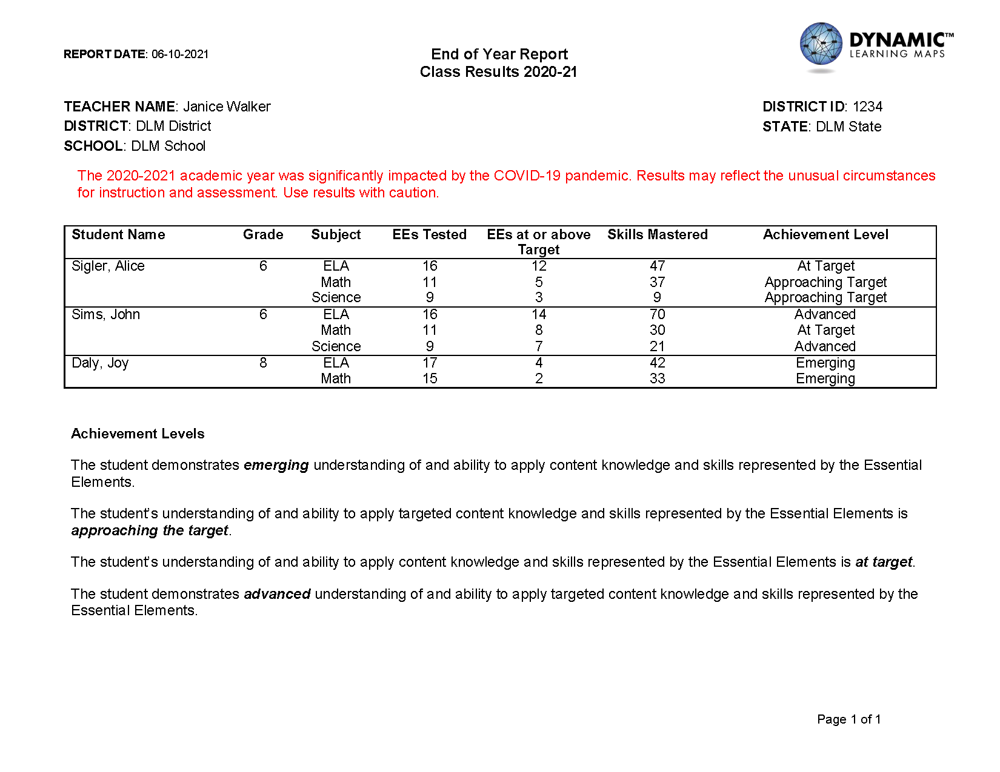 REPORT DATE: 06-10-2021
End of Year Report
Class Results 2020-21
DYNAMIC™
LEARNING MAPS
TEACHER NAME: Janice Walker
DISTRICT ID: 1234
DISTRICT: DLM District
STATE: DLM State
SCHOOL: DLM School
The 2020-2021 academic year was significantly impacted by the COVID-19 pandemic. Results may reflect the unusual circumstances
for instruction and assessment. Use results with caution.
Student Name Grade Subject EEs Tested EEs at or above Skills Mastered Achievement Level
Target
Sigler, Alice 6 ELA 16 12 47 At Target
Math 11 5 37 Approaching Target
Science 9 3 9 Approaching Target
Sims, John 6 ELA 16 14 70 Advanced
Math 11 8 30 At Target
Science 9 7 21 Advanced
Daly, Joy 8 ELA 17 4 42 Emerging
Math 15 2 33 Emerging
Achievement Levels
The student demonstrates emerging understanding of and ability to apply content knowledge and skills represented by the Essential
Elements.
The student’s understanding of and ability to apply targeted content knowledge and skills represented by the Essential Elements is
approaching the target.
The student’s understanding of and ability to apply content knowledge and skills represented by the Essential Elements is at target.
The student demonstrates advanced understanding of and ability to apply targeted content knowledge and skills represented by the
Essential Elements.
Page 1 of 1